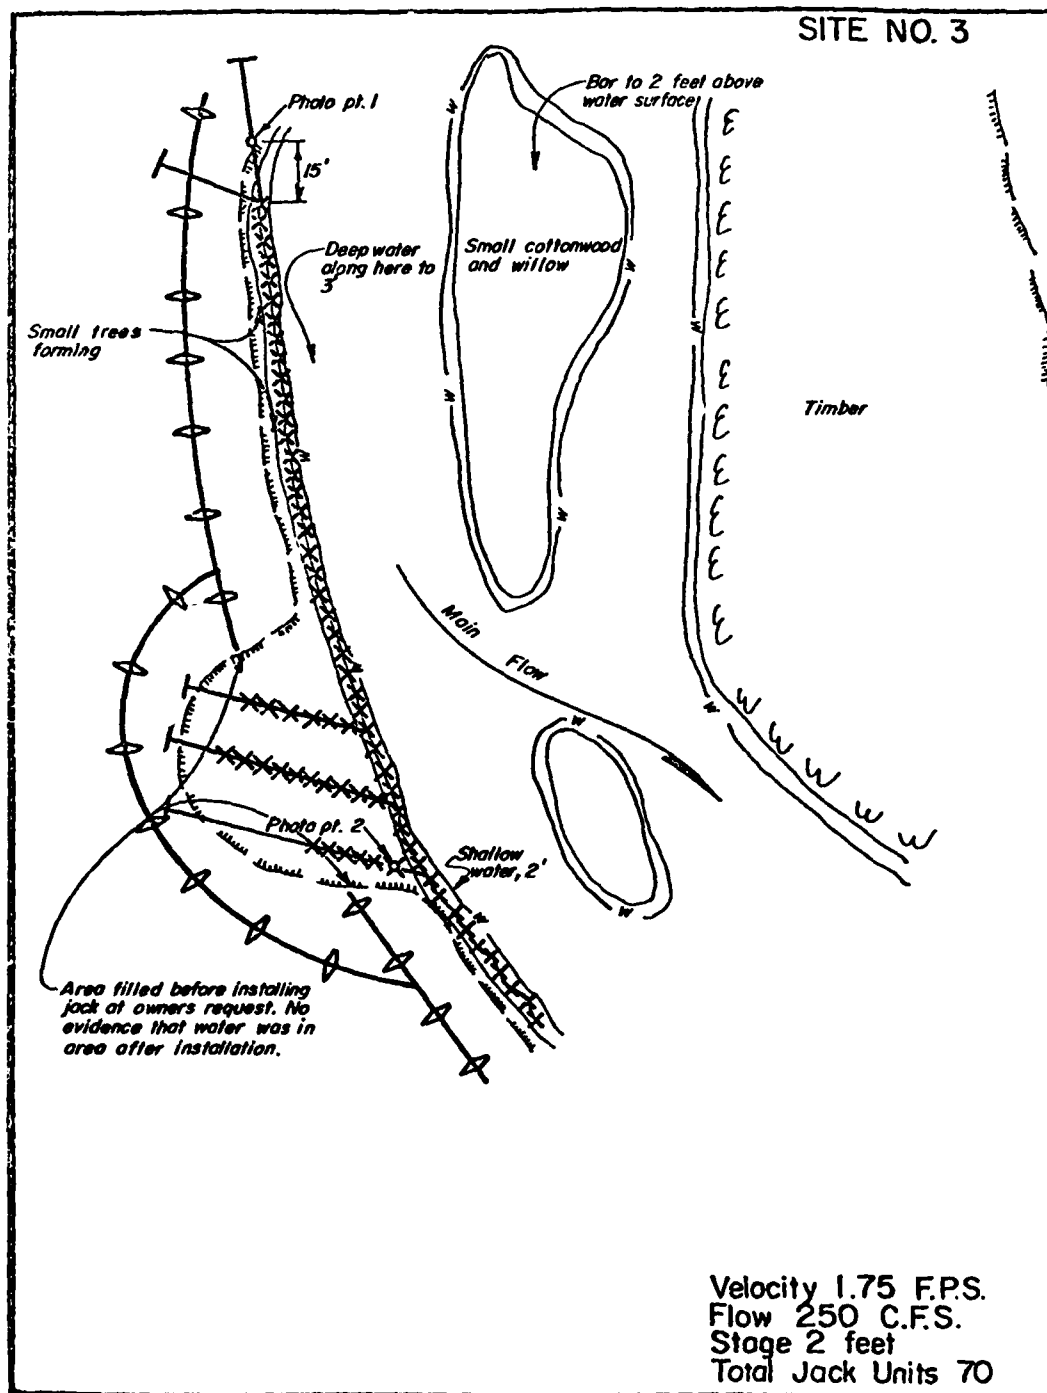 SITE NO. 3
Photo pt. 1
Bar to 2 feet above
water surface
15'
Deep water
along here to
3'
Small cottonwood
and willow
Small trees
forming
Timber
Main
Flow
Photo pt. 2
Shallow
water, 2'
Area filled before installing
jack at owners request. No
evidence that water was in
area after installation.
Velocity 1.75 F.P.S.
Flow 250 C.F.S.
Stage 2 feet
Total Jack Units 70
W
W
W
W
W
W
W
W
W
W
W
W